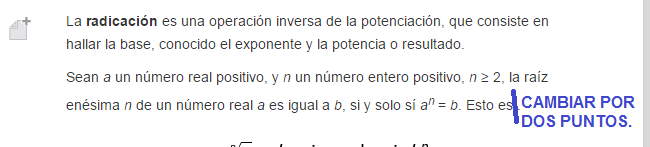 La radicación es una operación inversa de la potenciación, que consiste en
hallar la base, conocido el exponente y la potencia o resultado.
Sean a un número real positivo, y n un número entero positivo, n ≥ 2, la raíz
enésima n de un número real a es igual a b, si y solo sí aⁿ = b. Esto es
CAMBIAR POR
DOS PUNTOS.